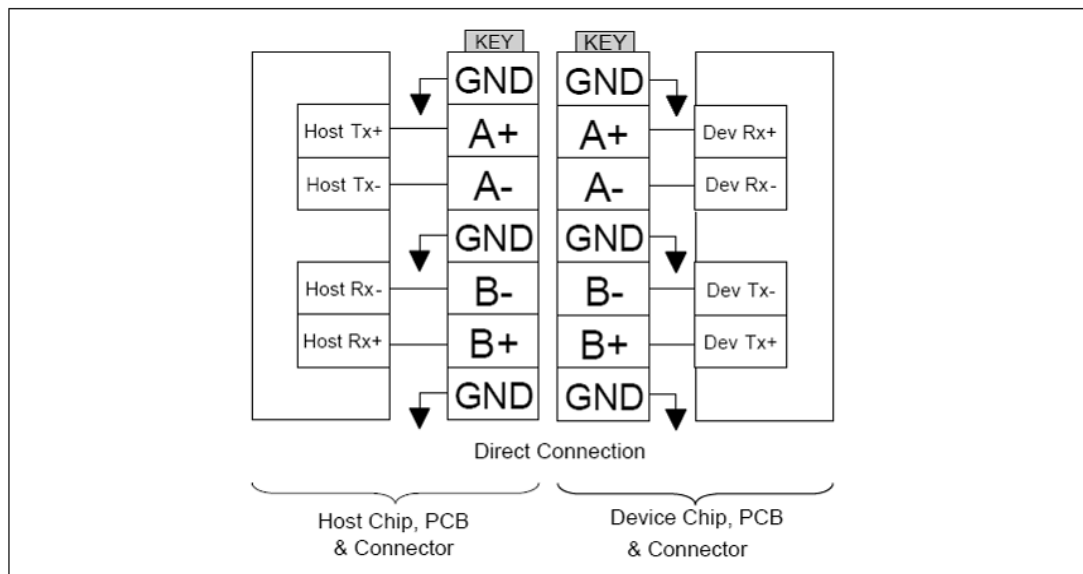 KEY KEY
GND GND
Host Tx+ A+ A+ Dev Rx+
Host Tx- A- A- Dev Rx-
GND GND
Host Rx- B- B- Dev Tx-
Host Rx+ B+ B+ Dev Tx+
GND GND
Direct Connection
Host Chip, PCB Device Chip, PCB
& Connector & Connector